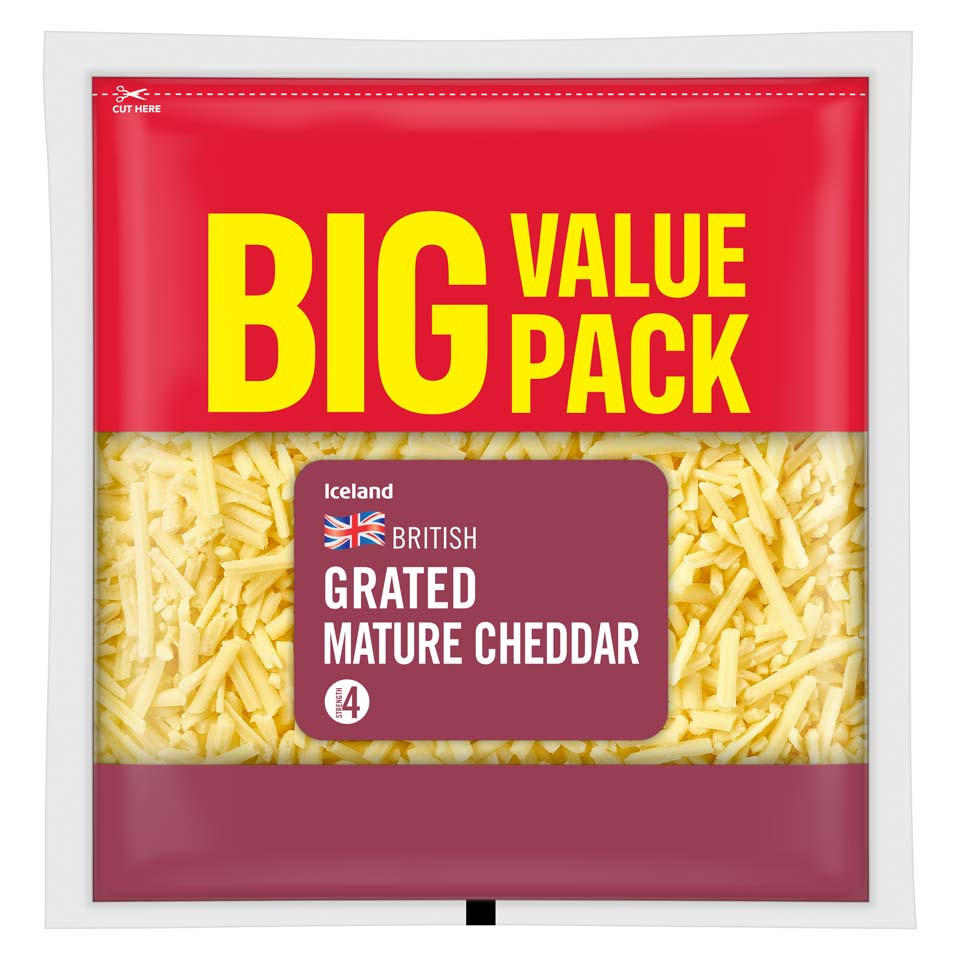 CUT HERE
BIG VALUE
PACK
Iceland
BRITISH
GRATED
MATURE CHEDDAR
STRENGTH 4